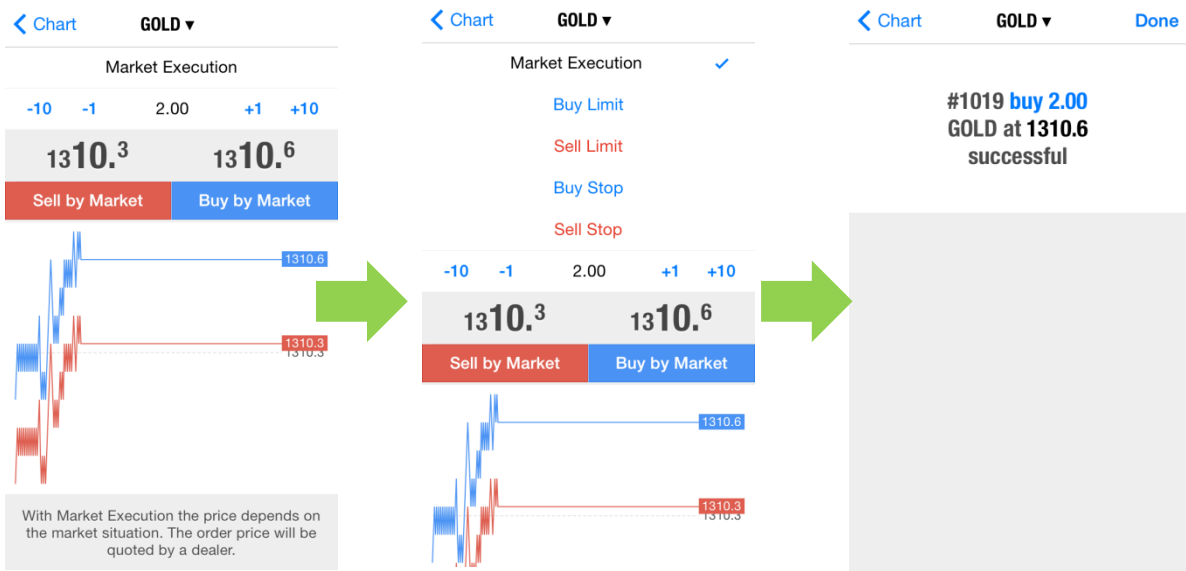 Chart GOLD ▾
Market Execution
-10 -1 2.00 +1 +10
1310.3 1310.6
Sell by Market Buy by Market
1310.6
1310.3
1310.3
With Market Execution the price depends on
the market situation. The order price will be
quoted by a dealer.
Chart GOLD ▾
Market Execution ✓
Buy Limit
Sell Limit
Buy Stop
Sell Stop
-10 -1 2.00 +1 +10
1310.3 1310.6
Sell by Market Buy by Market
1310.6
1310.3
1310.3
Chart GOLD ▾ Done
#1019 buy 2.00
GOLD at 1310.6
successful